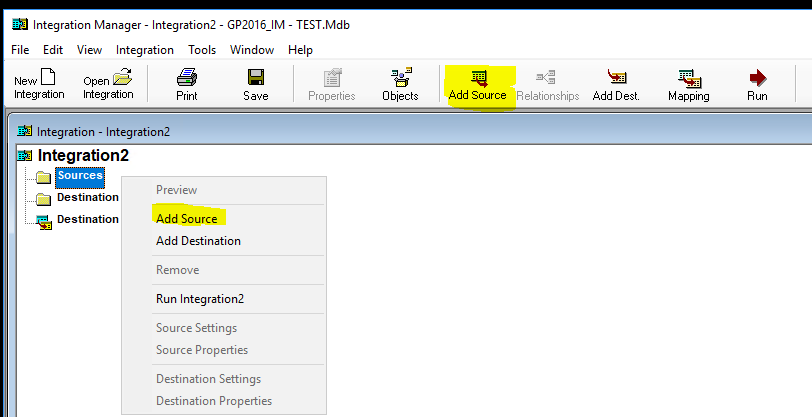 Integration Manager - Integration2 - GP2016_IM - TEST.Mdb
File Edit View Integration Tools Window Help
New Integration
Open Integration
Print
Save
Properties
Objects
Add Source
Relationships
Add Dest.
Mapping
Run
Integration - Integration2
Integration2
Sources
Destination
Destination
Preview
Add Source
Add Destination
Remove
Run Integration2
Source Settings
Source Properties
Destination Settings
Destination Properties